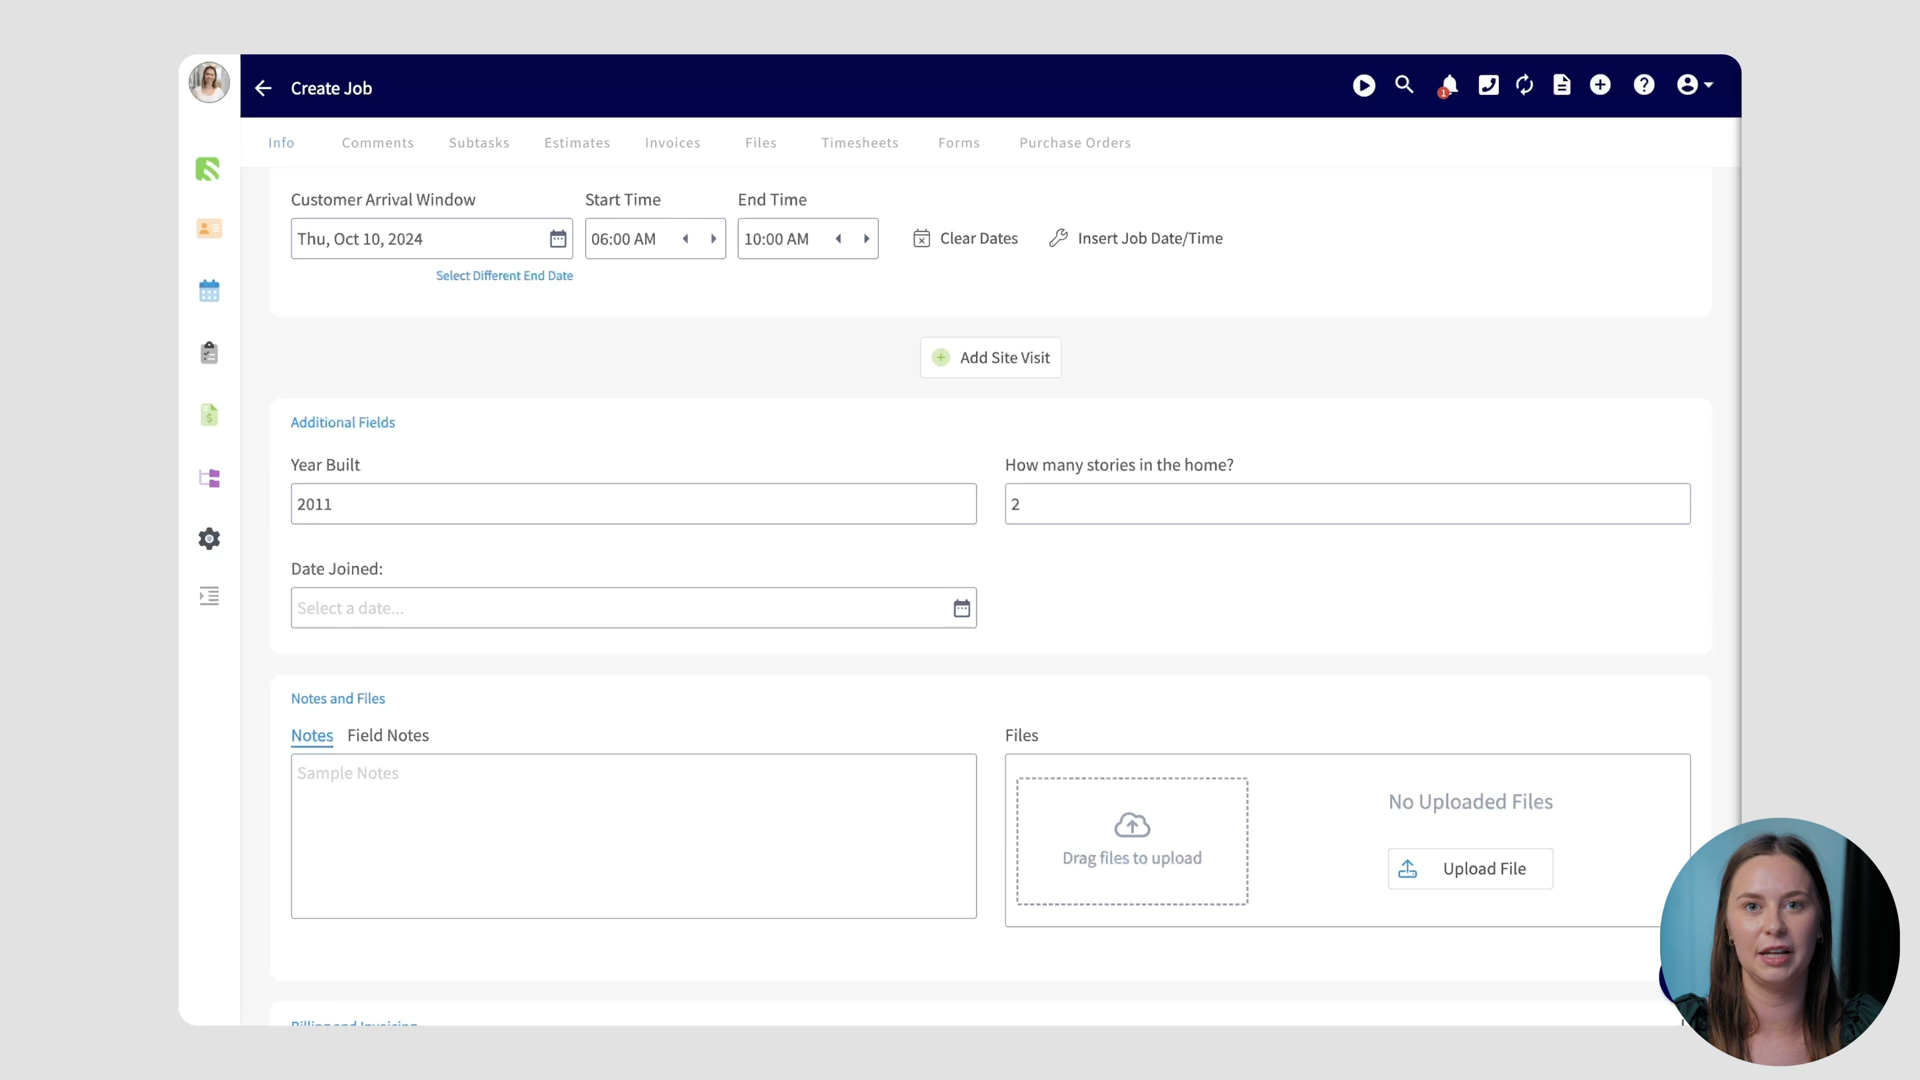 Create Job
1
Info Comments Subtasks Estimates Invoices Files Timesheets Forms Purchase Orders
Customer Arrival Window Start Time End Time
Thu, Oct 10, 2024 06:00 AM 10:00 AM Clear Dates Insert Job Date/Time
Select Different End Date
Add Site Visit
Additional Fields
Year Built How many stories in the home?
2011 2
Date Joined:
Select a date...
Notes and Files
Notes Field Notes Files
Sample Notes
No Uploaded Files
Drag files to upload
Upload File
Billing and Invoicing